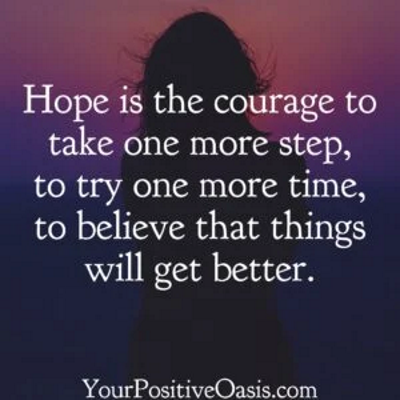 Hope is the courage to
take one more step,
to try one more time,
to believe that things
will get better.
YourPositiveOasis.com